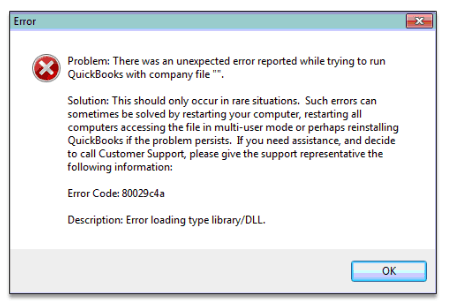 Error
Problem: There was an unexpected error reported while trying to run
QuickBooks with company file "".
Solution: This should only occur in rare situations. Such errors can
sometimes be solved by restarting your computer, restarting all
computers accessing the file in multi-user mode or perhaps reinstalling
QuickBooks if the problem persists. If you need assistance, and decide
to call Customer Support, please give the support representative the
following information:
Error Code: 80029c4a
Description: Error loading type library/DLL.
OK